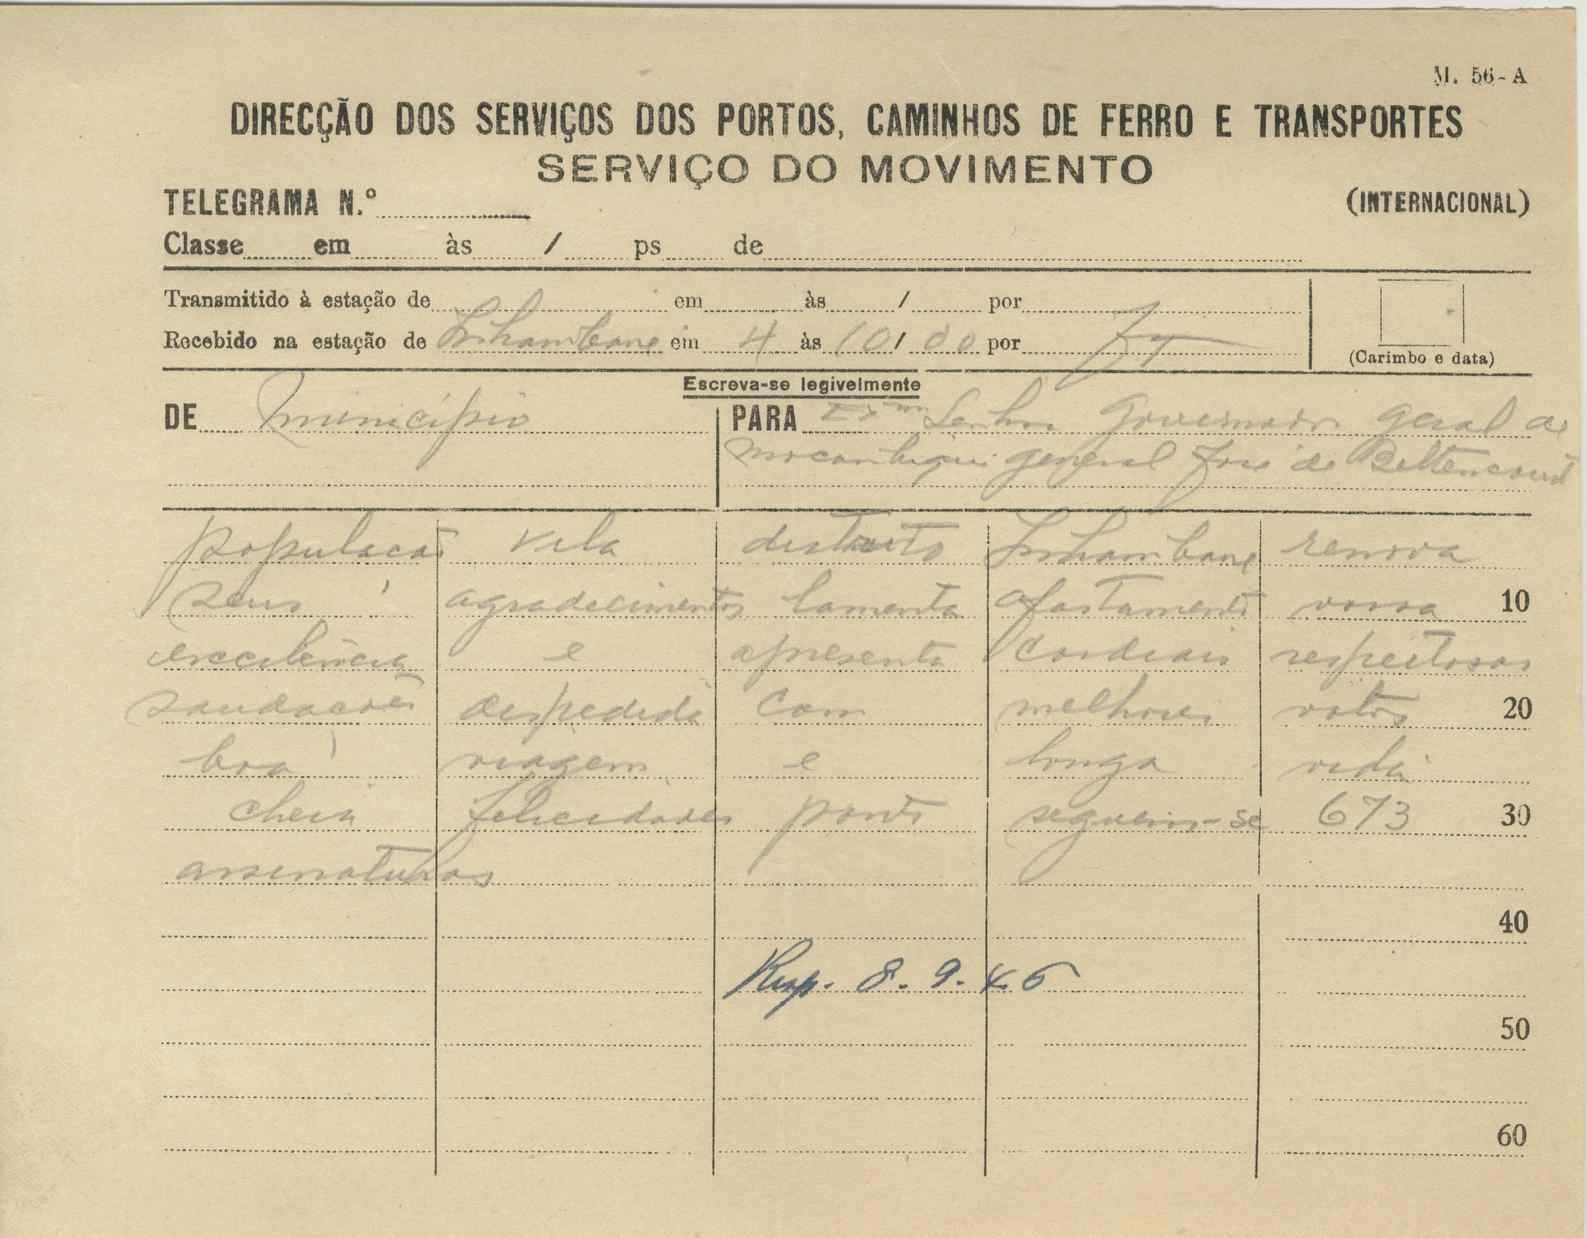 M. 56-A
DIRECÇÃO DOS SERVIÇOS DOS PORTOS, CAMINHOS DE FERRO E TRANSPORTES
SERVIÇO DO MOVIMENTO
TELEGRAMA N.º (INTERNACIONAL)
Classe em às / ps de
Transmitido à estação de em às / por
Recebido na estação de Inhambane em 4 às 10/00 por
(Carimbo e data)
Escreva-se legivelmente
DE Município PARA Exmo Senhor Governador geral de
Moçambique general José de Bettencourt
população vila distrito Inhambane renova
seus agradecimentos lamenta afastamento vossa 10
excelência e apresenta cordiais respeitosas
saudações despedida com melhores votos 20
boa viagem e longa vida
cheia felicidades ponto seguem-se 673 30
assinaturas
40
Resp. 8.9.46
50
60